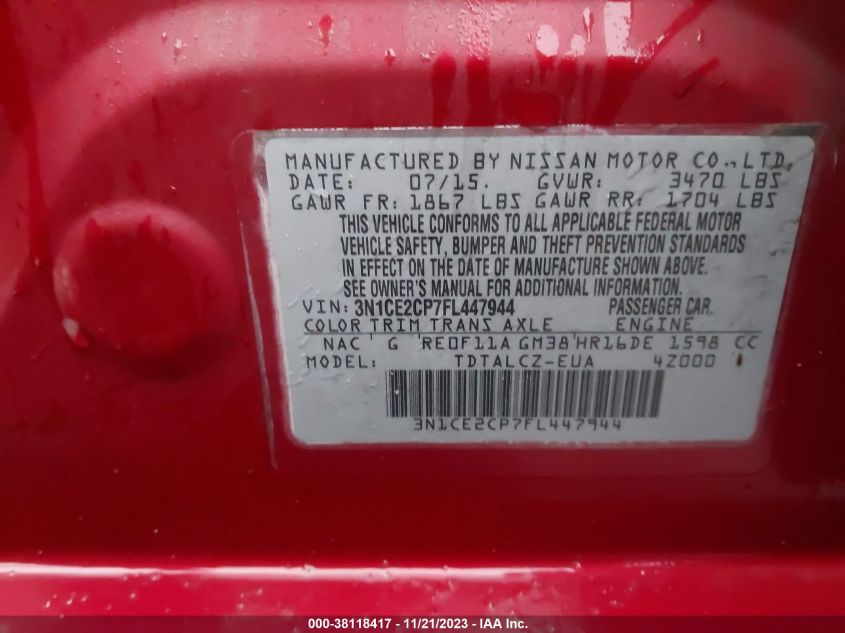 MANUFACTURED BY NISSAN MOTOR CO.,LTD.
DATE: 07/15. GVWR: 3470 LBS
GAWR FR: 1867 LBS GAWR RR: 1704 LBS
THIS VEHICLE CONFORMS TO ALL APPLICABLE FEDERAL MOTOR
VEHICLE SAFETY, BUMPER AND THEFT PREVENTION STANDARDS
IN EFFECT ON THE DATE OF MANUFACTURE SHOWN ABOVE.
SEE OWNER'S MANUAL FOR ADDITIONAL INFORMATION.
VIN: 3N1CE2CP7FL447944 PASSENGER CAR.
COLOR TRIM TRANS AXLE ENGINE
NAC G RE0F11A GM38 HR16DE 1598 CC
MODEL: TDTALCZ-EUA 4Z000
3N1CE2CP7FL447944
000-38118417 - 11/21/2023 - IAA Inc.